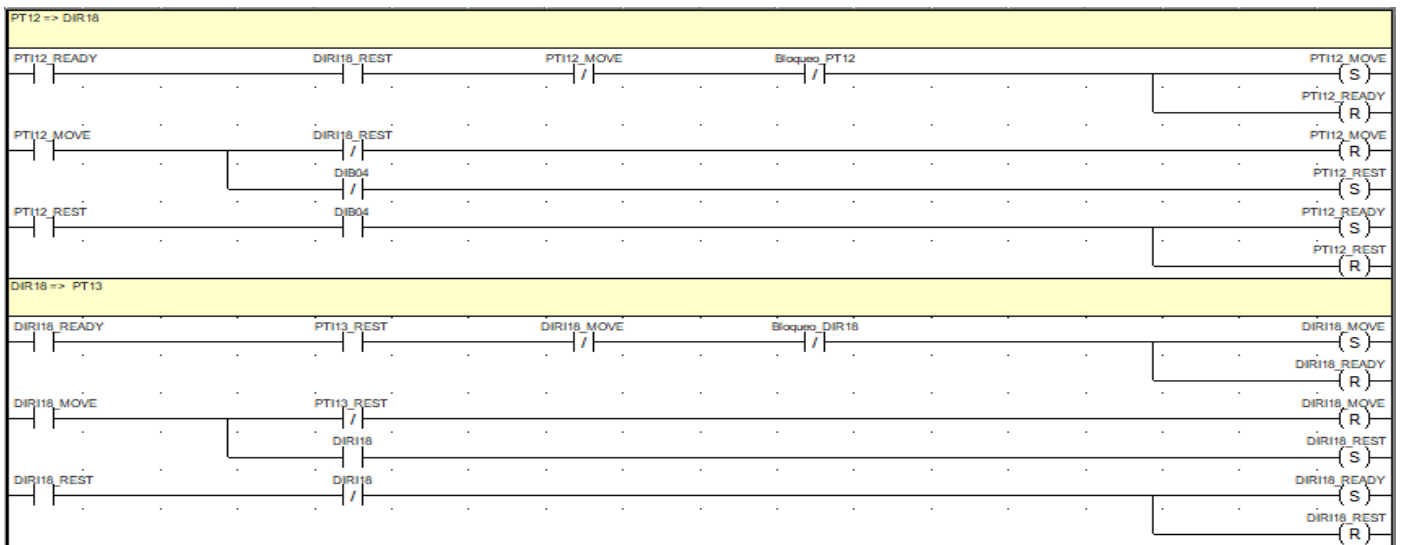 PT12 => DIR18
PTI12_READY DIRI18_REST PTI12_MOVE Bloqueo_PT12 PTI12_MOVE
S
PTI12_READY
R
PTI12_MOVE DIRI18_REST PTI12_MOVE
/ R
DIB04 PTI12_REST
/ S
PTI12_REST DIB04 PTI12_READY
S
PTI12_REST
R
DIR18 => PT13
DIRI18_READY PTI13_REST DIRI18_MOVE Bloqueo_DIR18 DIRI18_MOVE
S
DIRI18_READY
R
DIRI18_MOVE PTI13_REST DIRI18_MOVE
/ R
DIRI18 DIRI18_REST
S
DIRI18_REST DIRI18 DIRI18_READY
/ S
DIRI18_REST
R